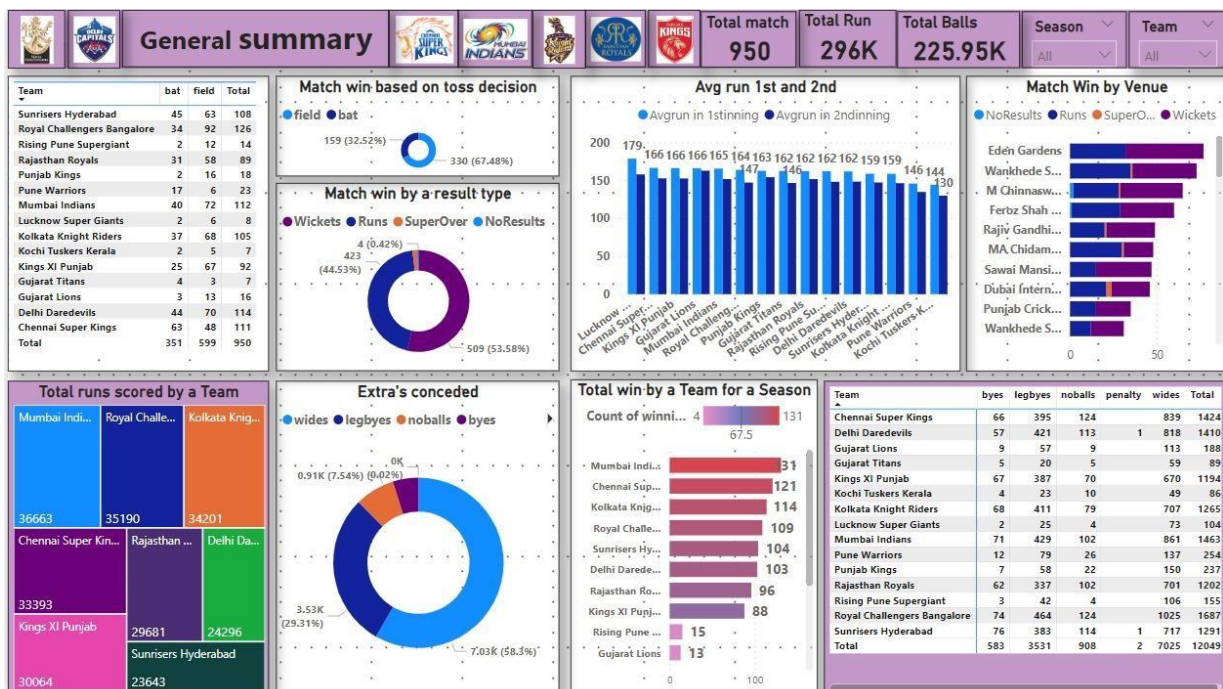 General summary
CHENNAI SUPER KINGS
MUMBAI INDIANS
Knight Riders
ROYALS
KINGS
CAPITALS
Total match
950
Total Run
296K
Total Balls
225.95K
Season
All
Team
All
Team bat field Total
Sunrisers Hyderabad 45 63 108
Royal Challengers Bangalore 34 92 126
Rising Pune Supergiant 2 12 14
Rajasthan Royals 31 58 89
Punjab Kings 2 16 18
Pune Warriors 17 6 23
Mumbai Indians 40 72 112
Lucknow Super Giants 2 6 8
Kolkata Knight Riders 37 68 105
Kochi Tuskers Kerala 2 5 7
Kings XI Punjab 25 67 92
Gujarat Titans 4 3 7
Gujarat Lions 3 13 16
Delhi Daredevils 44 70 114
Chennai Super Kings 63 48 111
Total 351 599 950
Match win based on toss decision
field bat
159 (32.52%)
330 (67.48%)
Match win by a result type
Wickets Runs SuperOver NoResults
4 (0.42%)
423
(44.53%)
509 (53.58%)
Avg run 1st and 2nd
Avgrun in 1stinning Avgrun in 2ndinning
200
150
100
50
0
179 166 166 166 165 164 163 162 162 162 162 159 159 146 144
147 146 130
Lucknow ...
Chennai Super...
Kings XI Punjab
Gujarat Lions
Mumbai Indians
Royal Challeng...
Punjab Kings
Gujarat Titans
Rajasthan Royals
Rising Pune Su...
Delhi Daredevils
Sunrisers Hyder...
Kolkata Knight ...
Pune Warriors
Kochi Tuskers K...
Match Win by Venue
NoResults Runs SuperO... Wickets
Eden Gardens
Wankhede S...
M Chinnasw...
Feroz Shah ...
Rajiv Gandhi...
MA Chidam...
Sawai Mansi...
Dubai Intern...
Punjab Crick...
Wankhede S...
0 50
Total runs scored by a Team
Mumbai Indi...
36663
Royal Challe...
35190
Kolkata Knig...
34201
Chennai Super Kin...
33393
Rajasthan ...
29681
Delhi Da...
24296
Kings XI Punjab
30064
Sunrisers Hyderabad
23643
Extra's conceded
wides legbyes noballs byes
0K
0.91K (7.54%) (0.02%)
3.53K
(29.31%)
7.03K (58.3%)
Total win by a Team for a Season
Count of winni... 4 131
67.5
Mumbai Indi... 131
Chennai Sup... 121
Kolkata Knig... 114
Royal Challe... 109
Sunrisers Hy... 104
Delhi Darede... 103
Rajasthan Ro... 96
Kings XI Punj... 88
Rising Pune ... 15
Gujarat Lions 13
0 100
Team byes legbyes noballs penalty wides Total
Chennai Super Kings 66 395 124 839 1424
Delhi Daredevils 57 421 113 1 818 1410
Gujarat Lions 9 57 9 113 188
Gujarat Titans 5 20 5 59 89
Kings XI Punjab 67 387 70 670 1194
Kochi Tuskers Kerala 4 23 10 49 86
Kolkata Knight Riders 68 411 79 707 1265
Lucknow Super Giants 2 25 4 73 104
Mumbai Indians 71 429 102 861 1463
Pune Warriors 12 79 26 137 254
Punjab Kings 7 58 22 150 237
Rajasthan Royals 62 337 102 701 1202
Rising Pune Supergiant 3 42 4 106 155
Royal Challengers Bangalore 74 464 124 1025 1687
Sunrisers Hyderabad 76 383 114 1 717 1291
Total 583 3531 908 2 7025 12049